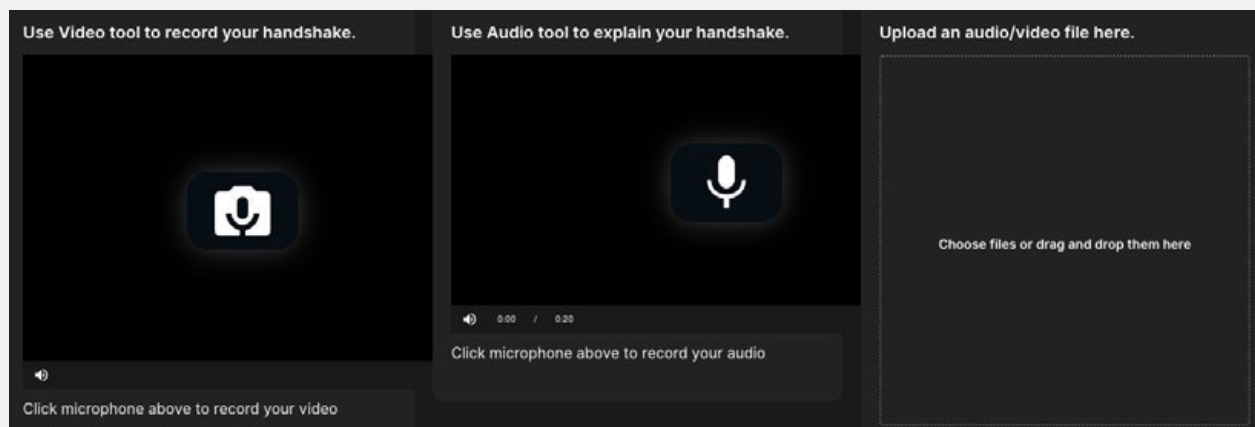 Use Video tool to record your handshake.
Click microphone above to record your video
Use Audio tool to explain your handshake.
0:00 / 0:20
Click microphone above to record your audio
Upload an audio/video file here.
Choose files or drag and drop them here